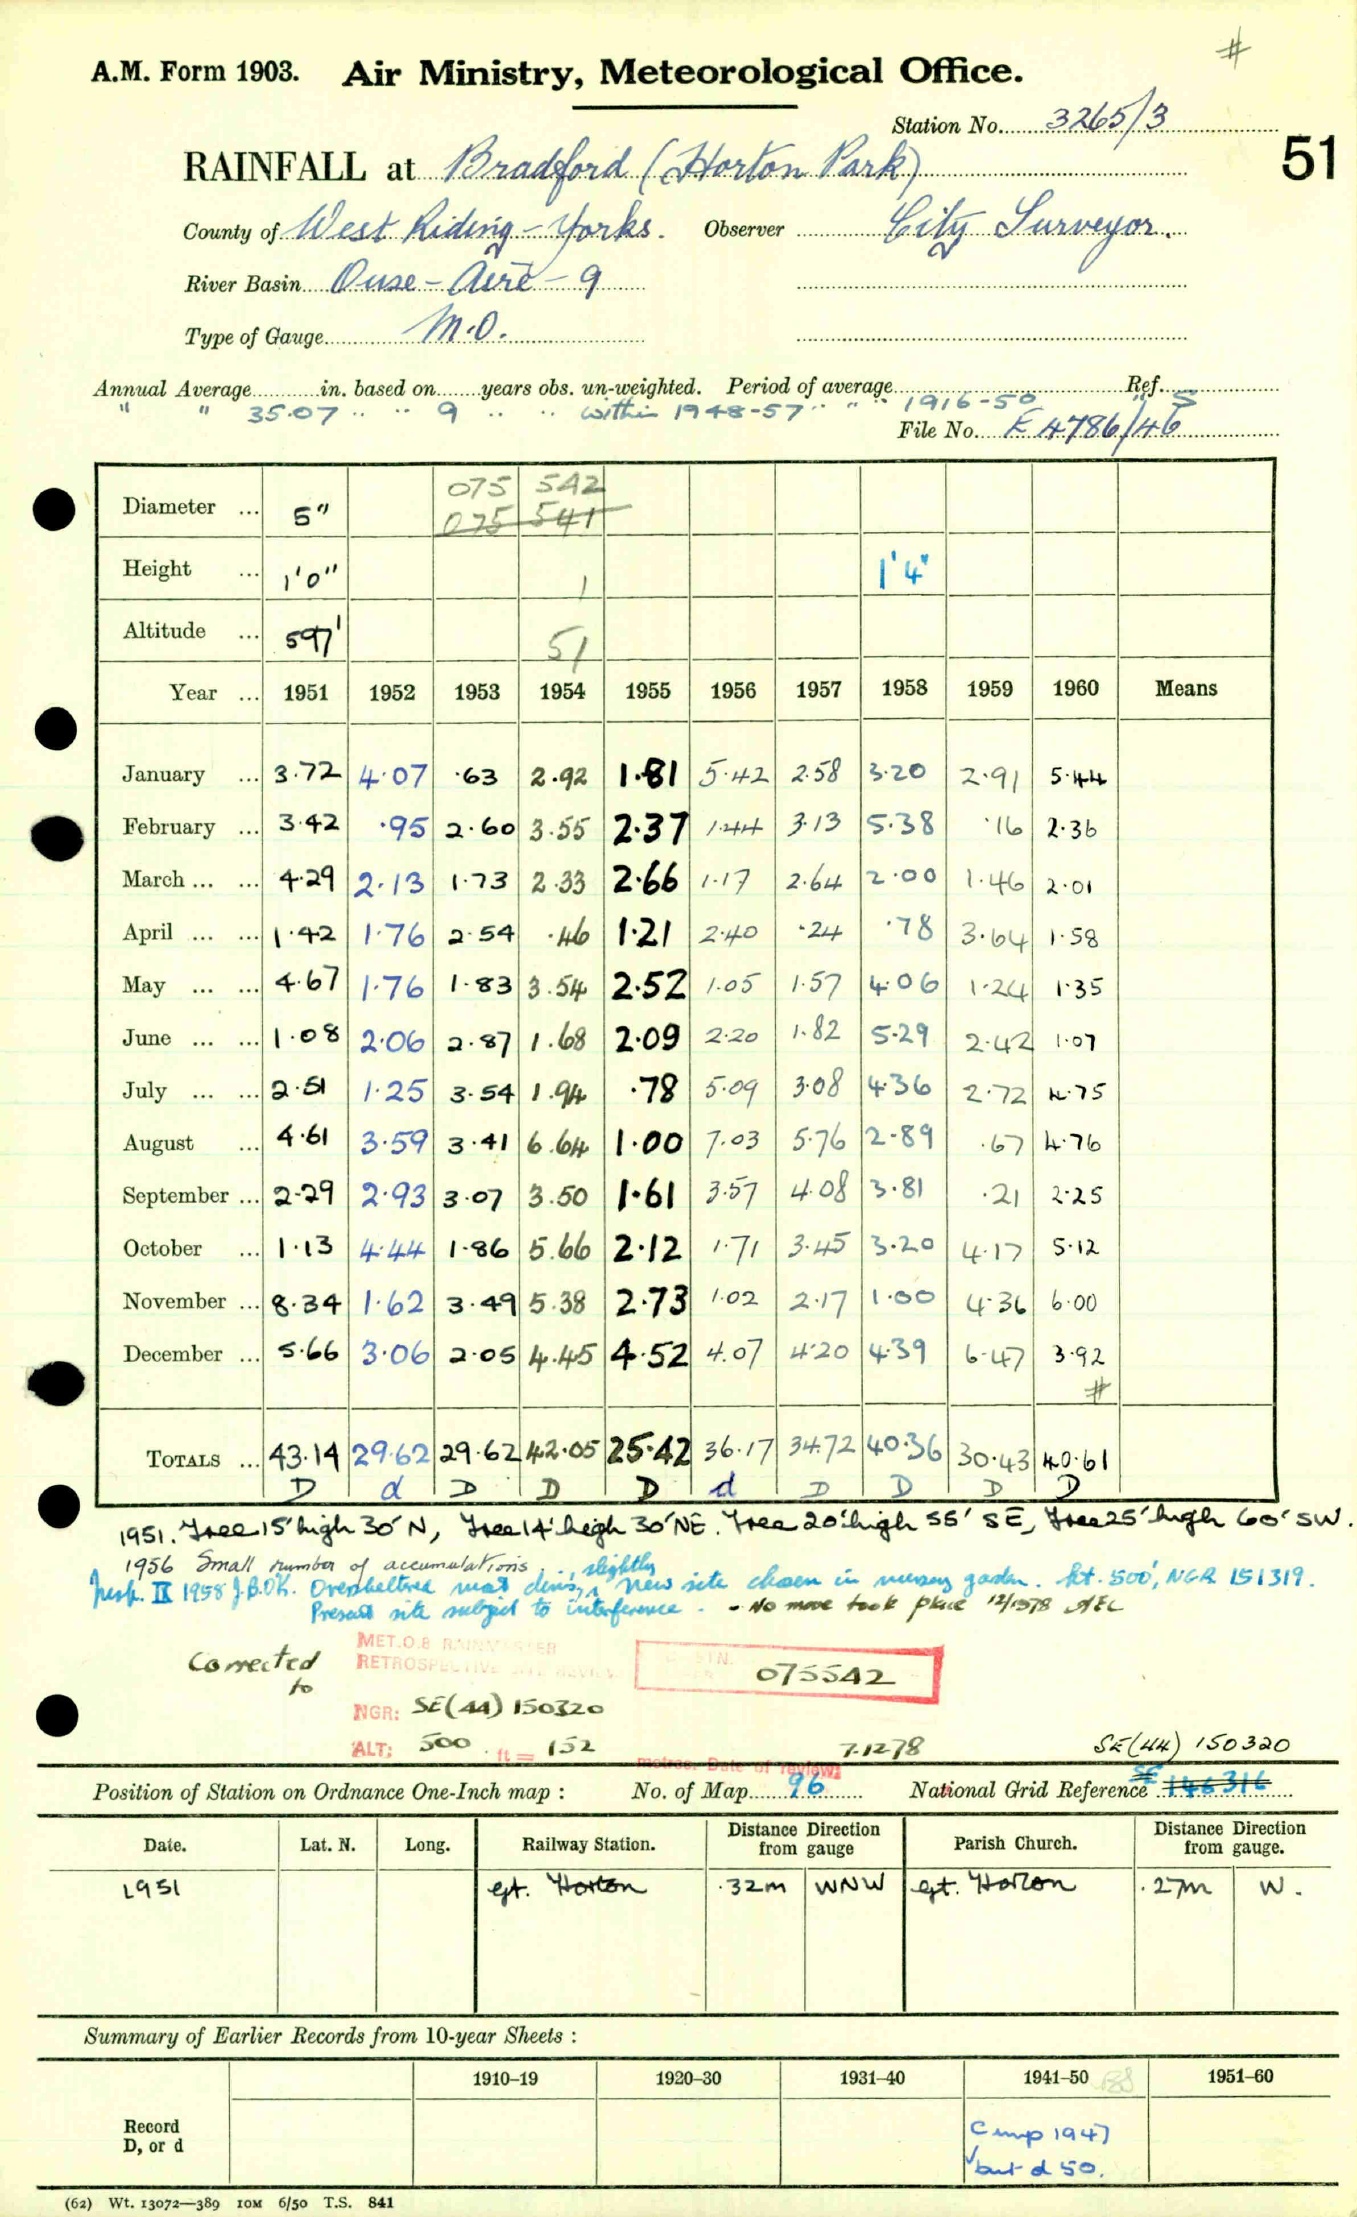 #
A.M. Form 1903. Air Ministry, Meteorological Office.
Station No. 3265/3
51
RAINFALL at Bradford (Horton Park)
County of West Riding - Yorks. Observer City Surveyor.
River Basin Ouse - Aire - 9
Type of Gauge M.O.
Annual Average in. based on years obs. un-weighted. Period of average Ref.
" " 35.07 " " 9 " " within 1948-57 " " " 1916-50 " S
File No. E 4786/46
075 542
Diameter ... 5" 075 541
Height ... 1'0" 1 1'4"
Altitude ... 597' 51
Year ... 1951 1952 1953 1954 1955 1956 1957 1958 1959 1960 Means
January ... 3.72 4.07 .63 2.92 1.81 5.42 2.58 3.20 2.91 5.44
February ... 3.42 .95 2.60 3.55 2.37 1.44 3.13 5.38 .16 2.36
March ... ... 4.29 2.13 1.73 2.33 2.66 1.17 2.64 2.00 1.46 2.01
April ... ... 1.42 1.76 2.54 .46 1.21 2.40 .24 .78 3.64 1.58
May ... ... 4.67 1.76 1.83 3.54 2.52 1.05 1.57 4.06 1.24 1.35
June ... ... 1.08 2.06 2.87 1.68 2.09 2.20 1.82 5.29 2.42 1.07
July ... ... 2.51 1.25 3.54 1.94 .78 5.09 3.08 4.36 2.72 4.75
August ... 4.61 3.59 3.41 6.64 1.00 7.03 5.76 2.89 .67 4.76
September ... 2.29 2.93 3.07 3.50 1.61 3.57 4.08 3.81 .21 2.25
October ... 1.13 4.44 1.86 5.66 2.12 1.71 3.45 3.20 4.17 5.12
November ... 8.34 1.62 3.49 5.38 2.73 1.02 2.17 1.00 4.36 6.00
December ... 5.66 3.06 2.05 4.45 4.52 4.07 4.20 4.39 6.47 3.92
#
TOTALS ... 43.14 29.62 29.62 42.05 25.42 36.17 34.72 40.36 30.43 40.61
D d D D D d D D D D
1951. Tree 15' high 30' N, Tree 14' high 30' NE. Tree 20' high 55' SE, Tree 25' high 60' SW.
1956 Small number of accumulations
slightly
Insp. IX 1958 J.B. Oversheltered most dirns, New site chosen in nursery garden. ht. 500', NGR 151319.
Present site subject to interference. - No move took place 12/1978 AEC
MET.O.8 RAINMASTER
Corrected to RETROSPECTIVE SITE REVIEW STN. 075542
NGR: SE(44) 150320
ALT: 500 ft = 152 metres. Date of review: 7.12.78
SE(44) 150320
Position of Station on Ordnance One-Inch map : No. of Map 96 National Grid Reference SE 146316
Date. Lat. N. Long. Railway Station. Distance from Direction gauge Parish Church. Distance from Direction gauge.
1951 Gt. Horton .32m WNW Gt. Horton .27m W.
Summary of Earlier Records from 10-year Sheets :
1910–19 1920–30 1931–40 1941–50 1951–60
Record
D, or d
Comp 1947
but d 50.
(62) Wt. 13072—389 10M 6/50 T.S. 841